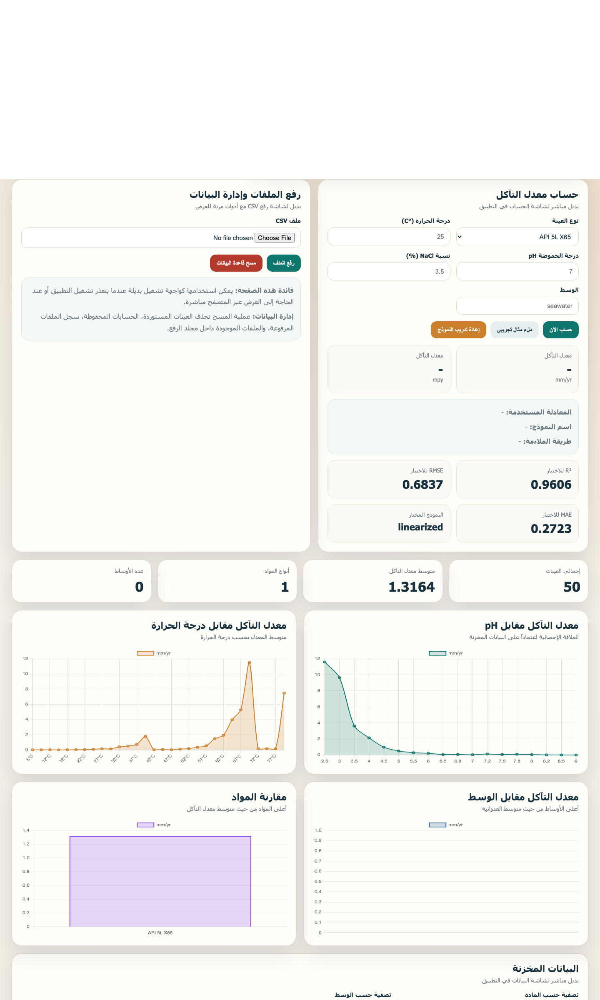 حساب معدل التآكل
بديل مباشر لشاشة الحساب في التطبيق
نوع العينة
درجة الحرارة (°C)
API 5L X65
25
درجة الحموضة pH
نسبة NaCl (%)
7
3.5
الوسط
seawater
حساب الآن
ملء مثال تجريبي
إعادة تدريب النموذج
معدل التآكل
-
mm/yr
معدل التآكل
-
mpy
المعادلة المستخدمة: -
اسم النموذج: -
طريقة الملاءمة: -
R² للاختبار
0.9606
RMSE للاختبار
0.6837
MAE للاختبار
0.2723
النموذج المختار
linearized
رفع الملفات وإدارة البيانات
بديل لشاشة رفع CSV مع أدوات مرنة للعرض
ملف CSV
Choose File No file chosen
رفع الملف
مسح قاعدة البيانات
فائدة هذه الصفحة: يمكن استخدامها كواجهة تشغيل بديلة عندما يتعذر تشغيل التطبيق أو عند
الحاجة إلى العرض عبر المتصفح مباشرة.
إدارة البيانات: عملية المسح تحذف العينات المستوردة، الحسابات المحفوظة، سجل الملفات
المرفوعة، والملفات الموجودة داخل مجلد الرفع.
إجمالي العينات
50
متوسط معدل التآكل
1.3164
أنواع المواد
1
عدد الأوساط
0
معدل التآكل مقابل pH
العلاقة الإحصائية اعتماداً على البيانات المخزنة
mm/yr
12
10
8
6
4
2
0
2.5 3 3.5 4 4.5 5 5.5 6 6.5 6.8 7 7.2 7.5 7.8 8 8.2 8.5 9
معدل التآكل مقابل درجة الحرارة
متوسط المعدل بحسب درجة الحرارة
mm/yr
12
10
8
6
4
2
0
5°C 12°C 18°C 22°C 27°C 32°C 37°C 42°C 47°C 52°C 57°C 62°C 67°C 72°C 77°C
معدل التآكل مقابل الوسط
أعلى الأوساط من حيث متوسط العدوانية
mm/yr
1.0
0.9
0.8
0.7
0.6
0.5
0.4
0.3
0.2
0.1
0
مقارنة المواد
أعلى المواد من حيث متوسط معدل التآكل
mm/yr
1.4
1.2
1.0
0.8
0.6
0.4
0.2
0
API 5L X65
البيانات المخزنة
بديل مباشر لشاشة البيانات في التطبيق
تصفية حسب المادة
تصفية حسب الوسط